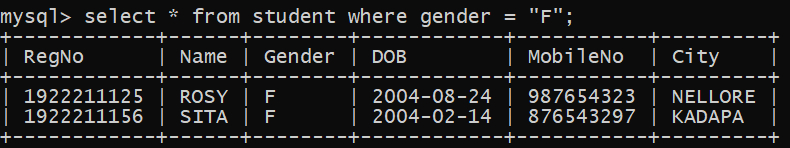 mysql> select * from student where gender = "F";
+------------+------+--------+------------+-----------+---------+
| RegNo      | Name | Gender | DOB        | MobileNo  | City    |
+------------+------+--------+------------+-----------+---------+
| 1922211125 | ROSY | F      | 2004-08-24 | 987654323 | NELLORE |
| 1922211156 | SITA | F      | 2004-02-14 | 876543297 | KADAPA  |
+------------+------+--------+------------+-----------+---------+